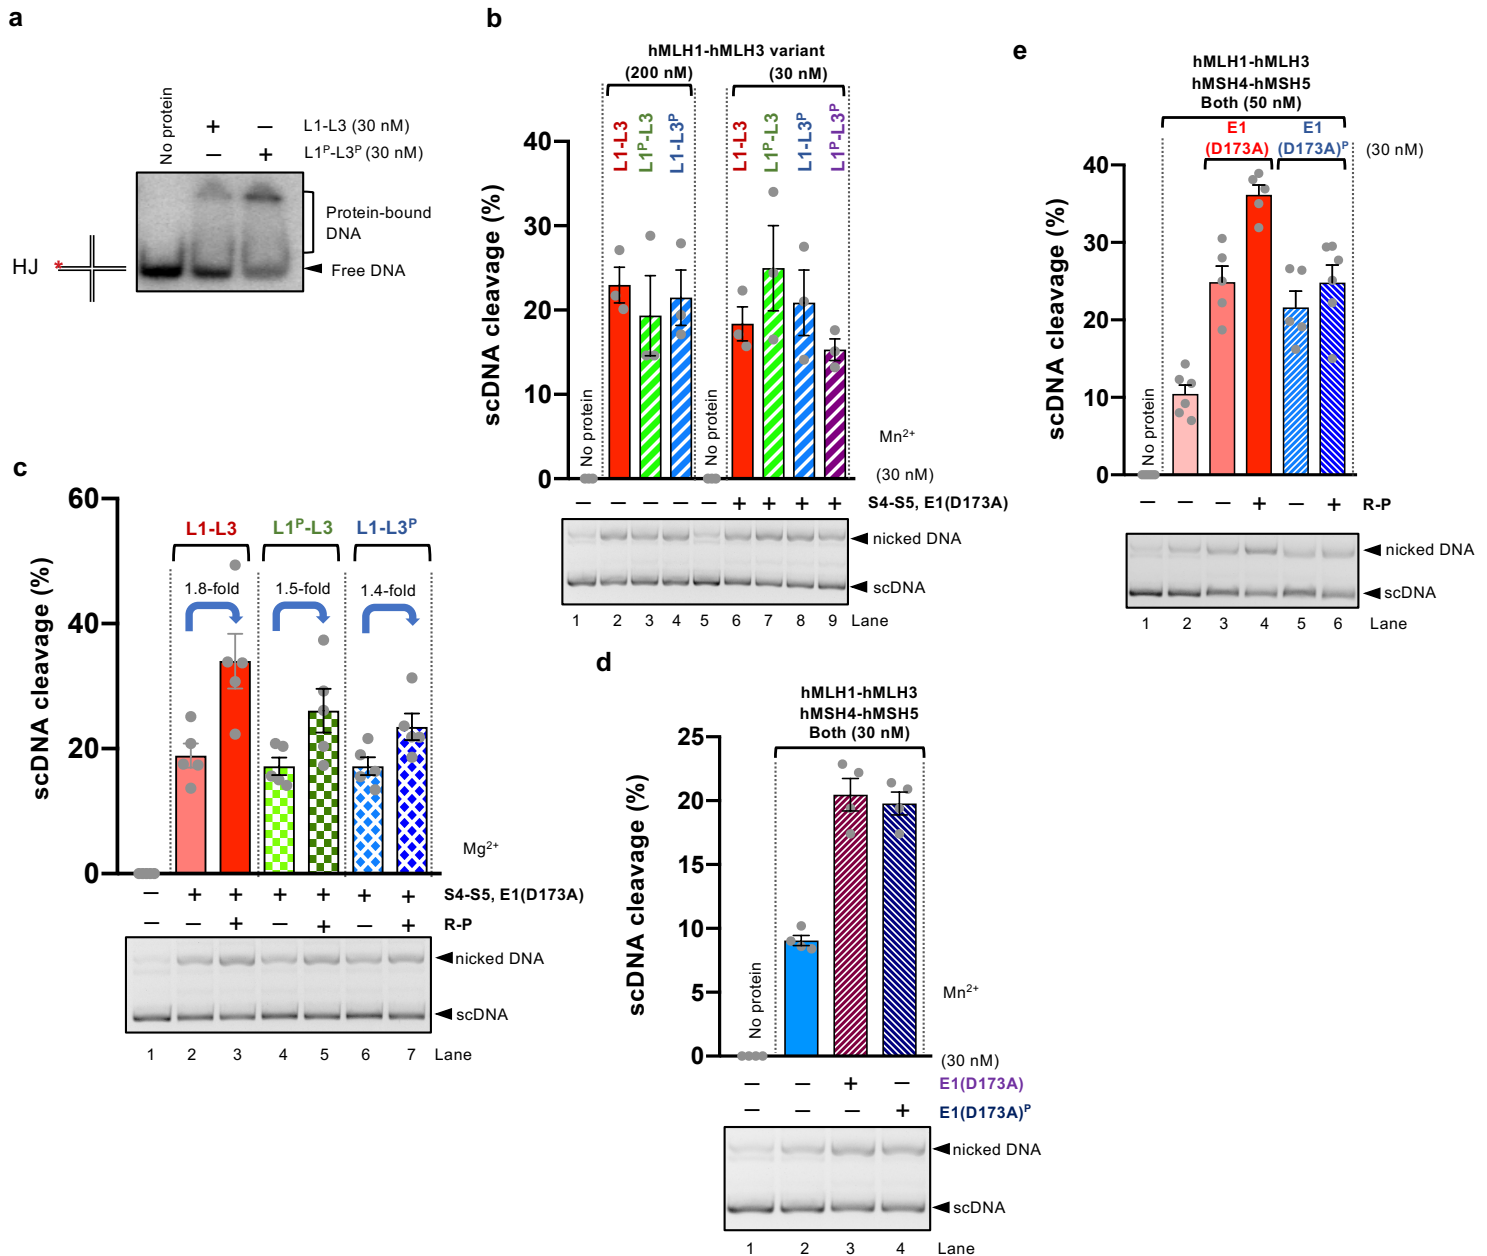 a
No protein
+ – L1-L3 (30 nM)
– + L1ᴾ-L3ᴾ (30 nM)
Protein-bound
DNA
HJ
*
Free DNA
b
hMLH1-hMLH3 variant
(200 nM) (30 nM)
L1-L3 L1ᴾ-L3 L1-L3ᴾ L1-L3 L1ᴾ-L3 L1-L3ᴾ L1ᴾ-L3ᴾ
scDNA cleavage (%)
40
30
20
10
0
No protein No protein
Mn²⁺
(30 nM)
– – – – – + + + + S4-S5, E1(D173A)
nicked DNA
scDNA
1 2 3 4 5 6 7 8 9 Lane
c
L1-L3 L1ᴾ-L3 L1-L3ᴾ
1.8-fold 1.5-fold 1.4-fold
scDNA cleavage (%)
60
40
20
0
Mg²⁺
– + + + + + + S4-S5, E1(D173A)
– – + – + – + R-P
nicked DNA
scDNA
1 2 3 4 5 6 7 Lane
d
hMLH1-hMLH3
hMSH4-hMSH5
Both (30 nM)
scDNA cleavage (%)
25
20
15
10
5
0
No protein
Mn²⁺
(30 nM)
– – + – E1(D173A)
– – – + E1(D173A)ᴾ
nicked DNA
scDNA
1 2 3 4 Lane
e
hMLH1-hMLH3
hMSH4-hMSH5
Both (50 nM)
E1 E1
(D173A) (D173A)ᴾ (30 nM)
scDNA cleavage (%)
40
30
20
10
0
No protein
– – – + – + R-P
nicked DNA
scDNA
1 2 3 4 5 6 Lane